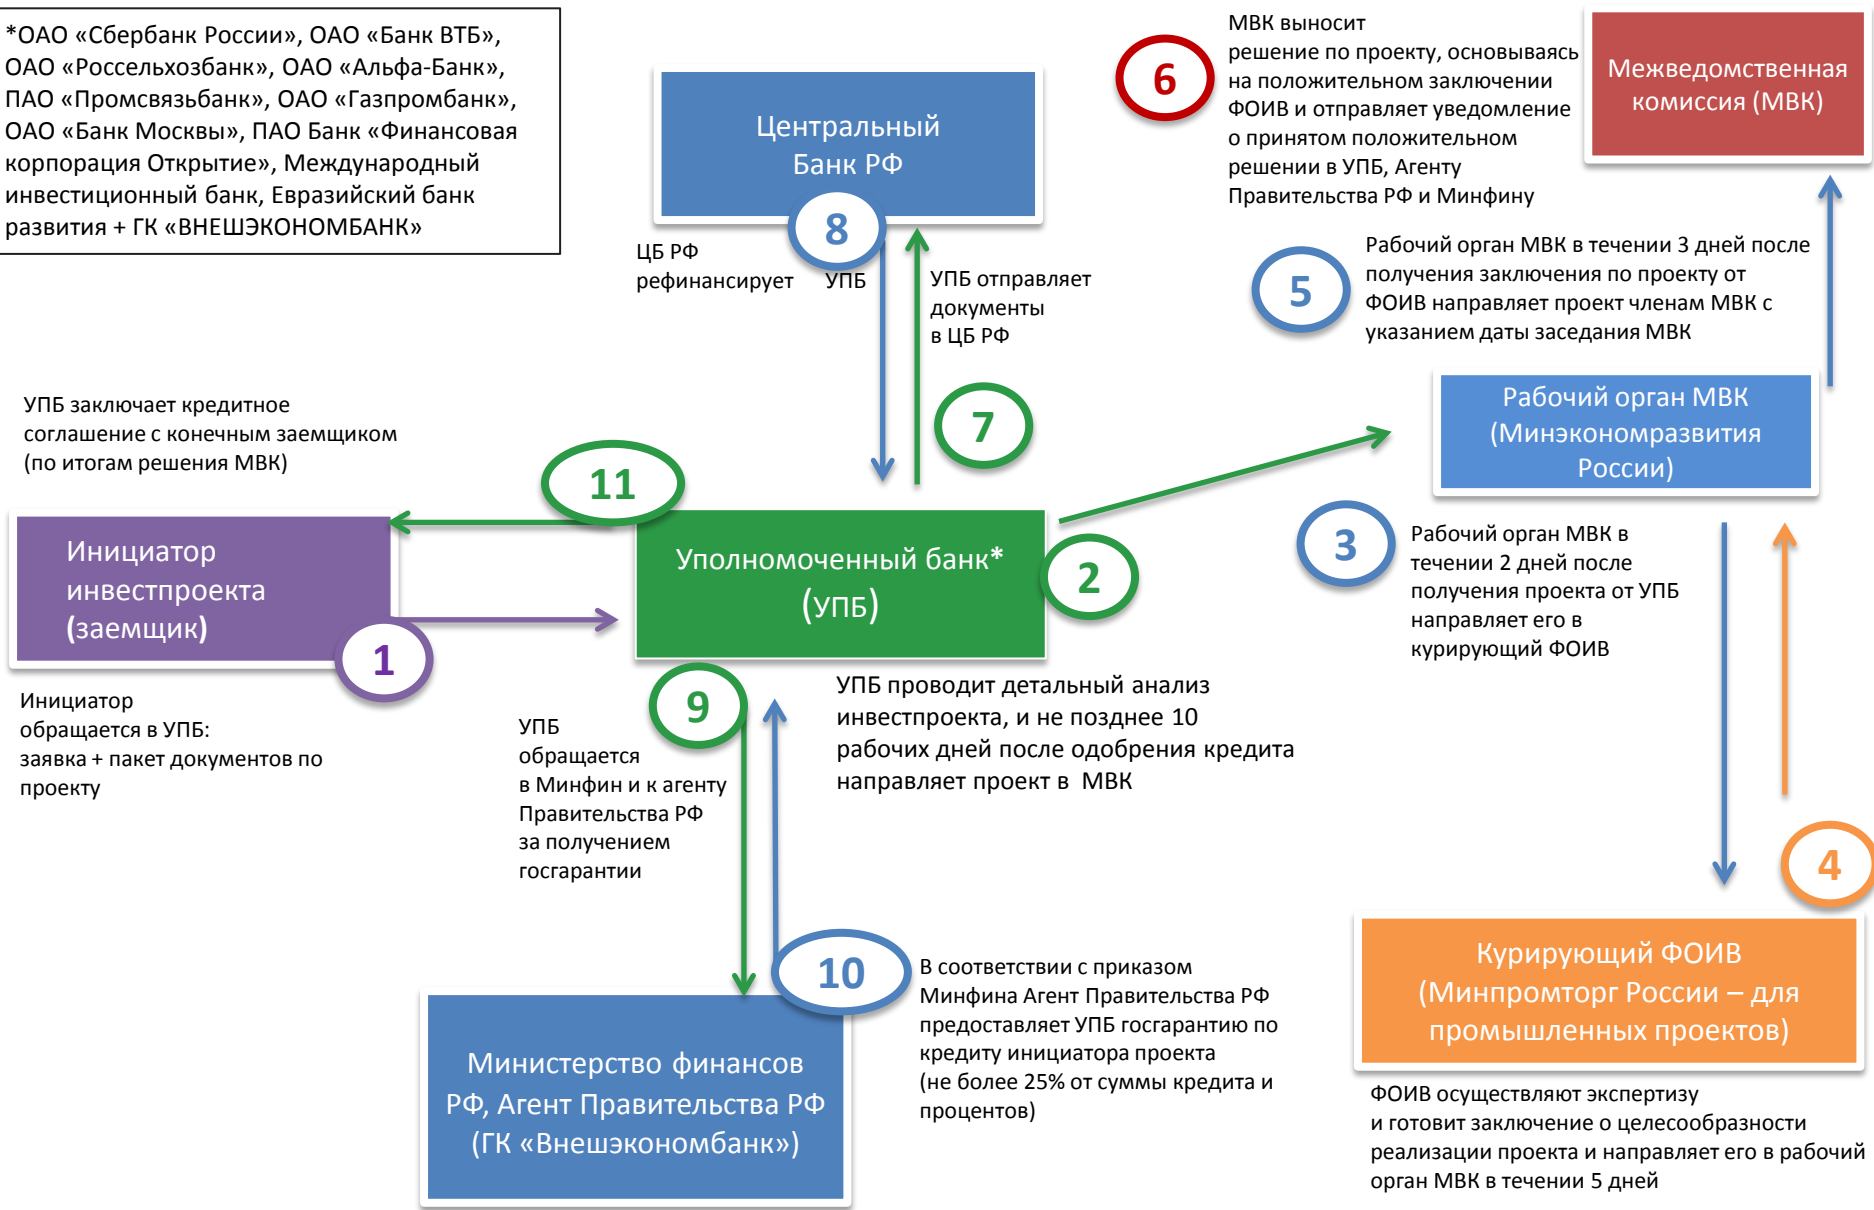 *ОАО «Сбербанк России», ОАО «Банк ВТБ»,
ОАО «Россельхозбанк», ОАО «Альфа-Банк»,
ПАО «Промсвязьбанк», ОАО «Газпромбанк»,
ОАО «Банк Москвы», ПАО Банк «Финансовая
корпорация Открытие», Международный
инвестиционный банк, Евразийский банк
развития + ГК «ВНЕШЭКОНОМБАНК»
Центральный
Банк РФ
8
ЦБ РФ
рефинансирует УПБ
УПБ отправляет
документы
в ЦБ РФ
7
6
МВК выносит
решение по проекту, основываясь
на положительном заключении
ФОИВ и отправляет уведомление
о принятом положительном
решении в УПБ, Агенту
Правительства РФ и Минфину
Межведомственная
комиссия (МВК)
5
Рабочий орган МВК в течении 3 дней после
получения заключения по проекту от
ФОИВ направляет проект членам МВК с
указанием даты заседания МВК
Рабочий орган МВК
(Минэкономразвития
России)
УПБ заключает кредитное
соглашение с конечным заемщиком
(по итогам решения МВК)
11
Инициатор
инвестпроекта
(заемщик)
1
Инициатор
обращается в УПБ:
заявка + пакет документов по
проекту
Уполномоченный банк*
(УПБ)
2
УПБ проводит детальный анализ
инвестпроекта, и не позднее 10
рабочих дней после одобрения кредита
направляет проект в МВК
3
Рабочий орган МВК в
течении 2 дней после
получения проекта от УПБ
направляет его в
курирующий ФОИВ
9
УПБ
обращается
в Минфин и к агенту
Правительства РФ
за получением
госгарантии
10
В соответствии с приказом
Минфина Агент Правительства РФ
предоставляет УПБ госгарантию по
кредиту инициатора проекта
(не более 25% от суммы кредита и
процентов)
Министерство финансов
РФ, Агент Правительства РФ
(ГК «Внешэкономбанк»)
4
Курирующий ФОИВ
(Минпромторг России – для
промышленных проектов)
ФОИВ осуществляют экспертизу
и готовит заключение о целесообразности
реализации проекта и направляет его в рабочий
орган МВК в течении 5 дней